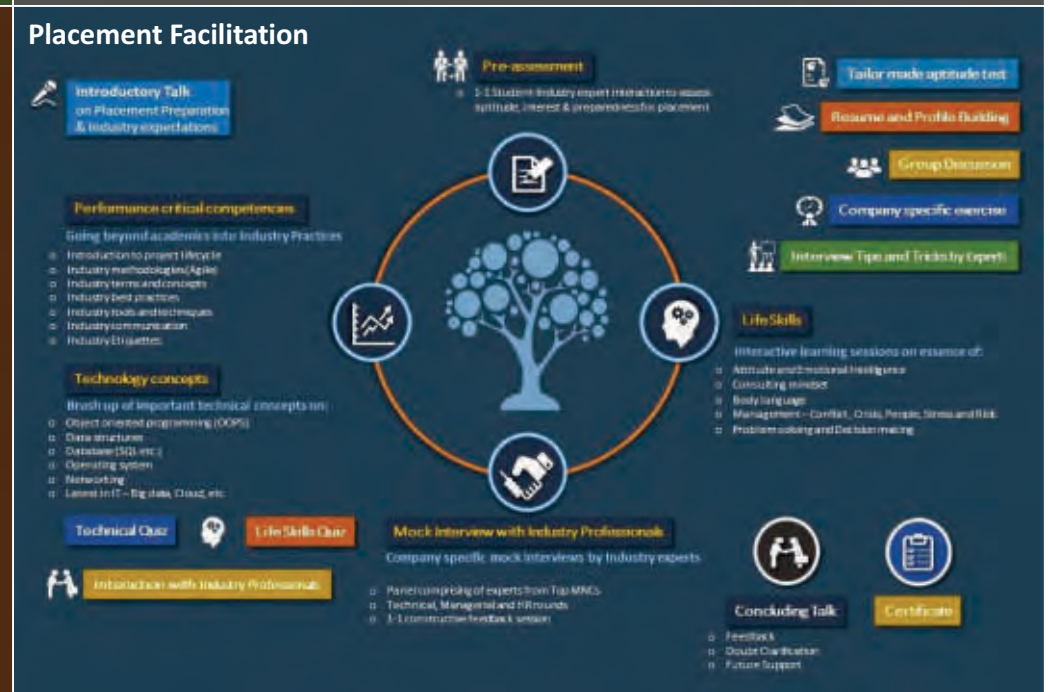 Placement Facilitation
Introductory Talk
on Placement Preparation
& Industry expectations
Pre-assessment
1-1 Student-Industry expert interaction to assess
aptitude, interest & preparedness for placement
Tailor made aptitude test
Resume and Profile Building
Group Discussion
Company specific exercise
Interview Tips and Tricks by Experts
Performance critical competencies
Going beyond academics into Industry Practices
Introduction to project lifecycle
Industry methodologies (Agile)
Industry terms and concepts
Industry best practices
Industry tools and techniques
Industry communication
Industry Etiquettes
Technology concepts
Brush up of important technical concepts on:
Object oriented programming (OOPS)
Data structures
Database (SQL etc.)
Operating system
Networking
Latest in IT – Big data, Cloud, etc.
Life Skills
Interactive learning sessions on essence of:
Attitude and Emotional Intelligence
Consulting mindset
Body language
Management – Conflict, Crisis, People, Stress and Risk
Problem solving and Decision making
Technical Quiz
Life Skills Quiz
Interaction with Industry Professionals
Mock Interview with Industry Professionals
Company specific mock interviews by Industry experts
Panel comprising of experts from Top MNCs
Technical, Managerial and HR rounds
1-1 constructive feedback session
Concluding Talk
Feedback
Doubt Clarification
Future Support
Certificate